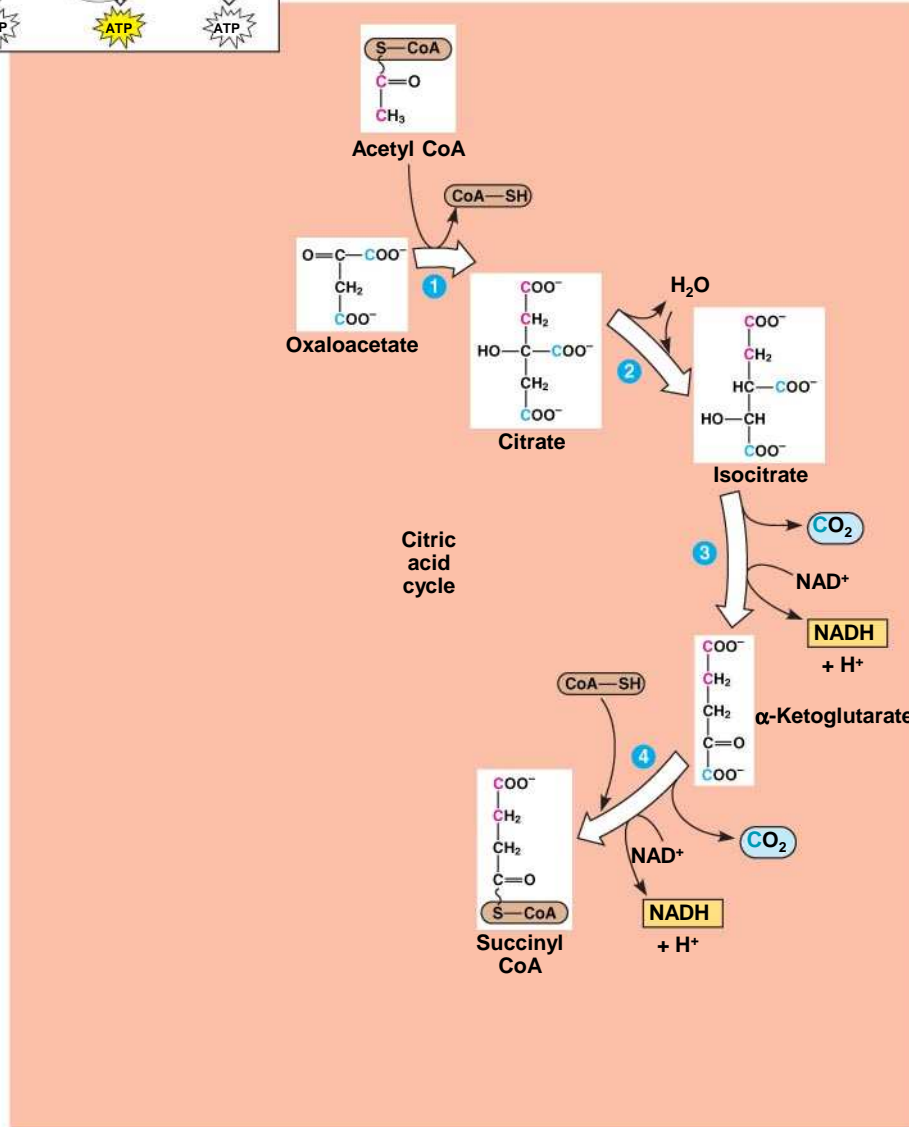 P
ATP
ATP
S—CoA
C=O
CH₃
Acetyl CoA
CoA—SH
O=C—COO⁻
CH₂
COO⁻
Oxaloacetate
1
COO⁻
CH₂
HO—C—COO⁻
CH₂
COO⁻
Citrate
H₂O
2
COO⁻
CH₂
HC—COO⁻
HO—CH
COO⁻
Isocitrate
Citric
acid
cycle
3
CO₂
NAD⁺
NADH
+ H⁺
COO⁻
CH₂
CH₂
C=O
COO⁻
α-Ketoglutarate
CoA—SH
4
COO⁻
CH₂
CH₂
C=O
S—CoA
Succinyl
CoA
NAD⁺
NADH
+ H⁺
CO₂